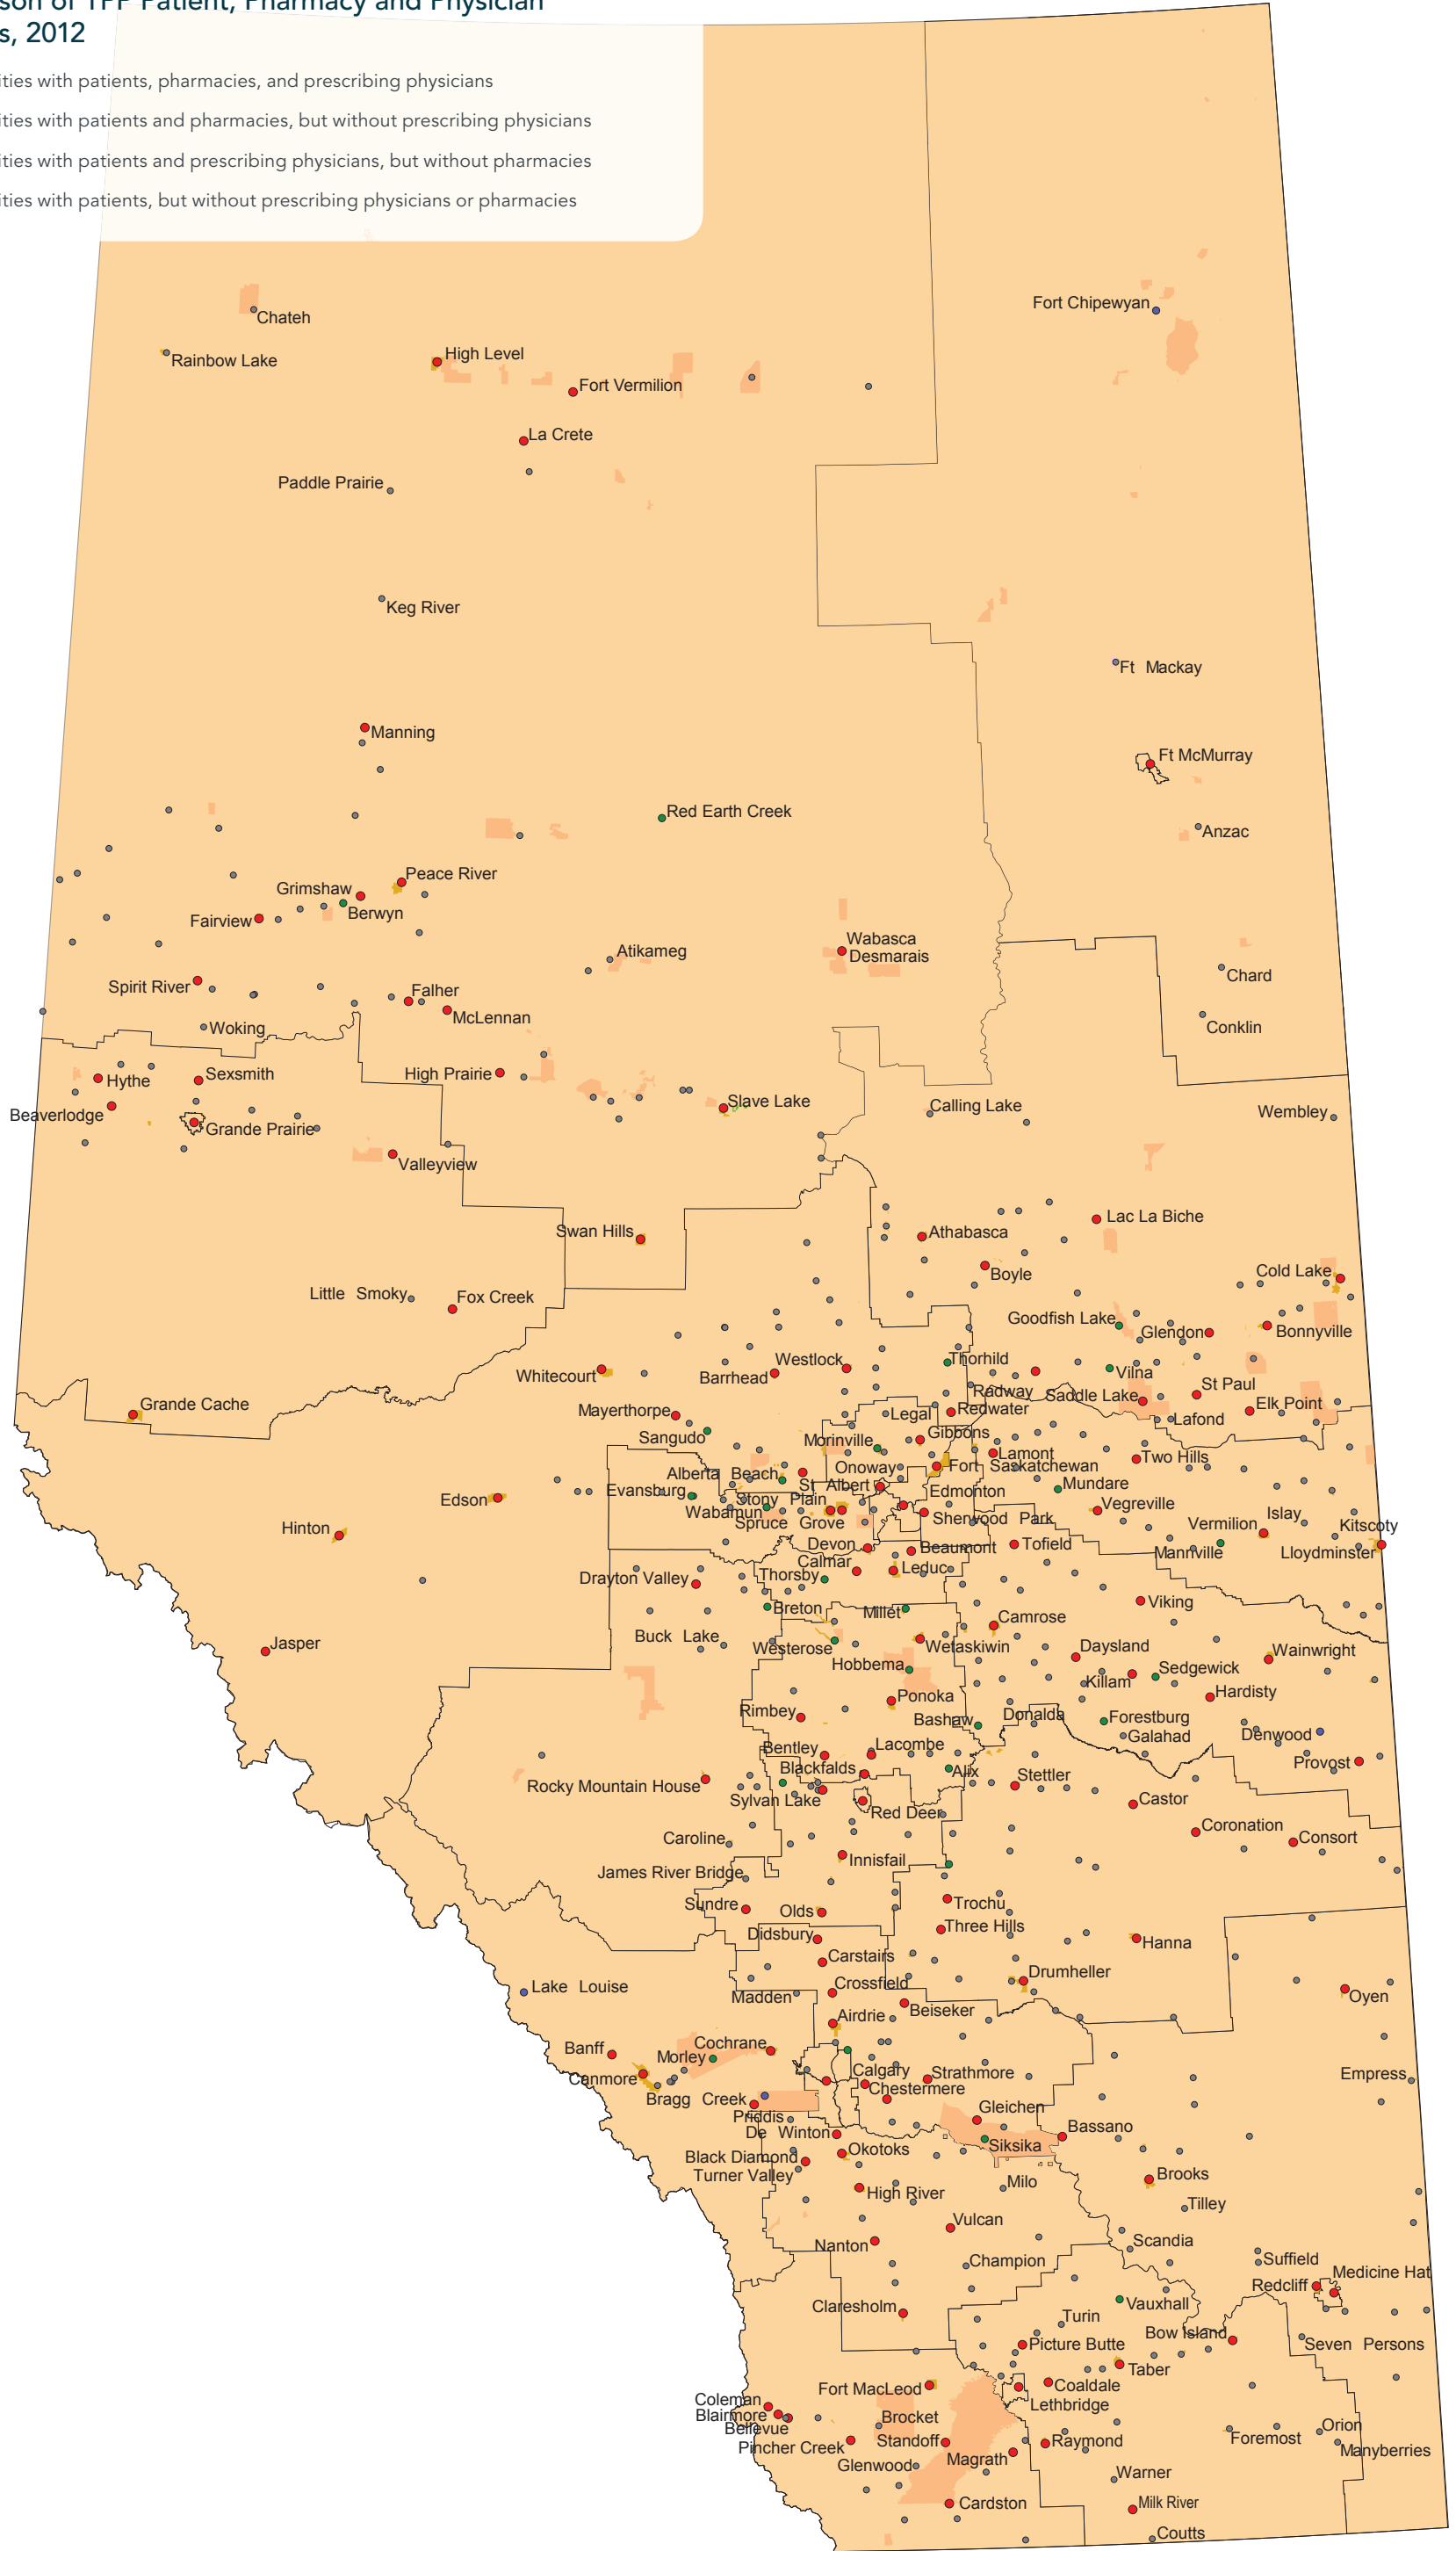 son of TPP Patient, Pharmacy and Physician
s, 2012
ities with patients, pharmacies, and prescribing physicians
ities with patients and pharmacies, but without prescribing physicians
ities with patients and prescribing physicians, but without pharmacies
ities with patients, but without prescribing physicians or pharmacies
Chateh
Fort Chipewyan
Rainbow Lake
High Level
Fort Vermilion
La Crete
Paddle Prairie
Keg River
Ft Mackay
Manning
Ft McMurray
Red Earth Creek
Anzac
Peace River
Grimshaw
Berwyn
Fairview
Wabasca
Desmarais
Atikameg
Chard
Spirit River
Falher
McLennan
Conklin
Woking
High Prairie
Sexsmith
Hythe
Beaverlodge
Grande Prairie
Slave Lake
Calling Lake
Wembley
Valleyview
Swan Hills
Athabasca
Lac La Biche
Boyle
Cold Lake
Little Smoky
Fox Creek
Goodfish Lake
Glendon
Bonnyville
Westlock
Thorhild
Whitecourt
Barrhead
Vilna
Radway
Saddle Lake
St Paul
Elk Point
Grande Cache
Mayerthorpe
Legal
Redwater
Lafond
Sangudo
Morinville
Gibbons
Lamont
Two Hills
Alberta Beach
Onoway
Fort Saskatchewan
Edson
Evansburg
St Albert
Edmonton
Mundare
Stony Plain
Wabamun
Spruce Grove
Sherwood Park
Vegreville
Islay
Vermilion
Kitscoty
Hinton
Devon
Beaumont
Tofield
Mannville
Lloydminster
Calmar
Leduc
Thorsby
Drayton Valley
Breton
Millet
Viking
Camrose
Buck Lake
Westerose
Wetaskiwin
Daysland
Wainwright
Jasper
Hobbema
Killam
Sedgewick
Hardisty
Ponoka
Rimbey
Bashaw
Donalda
Forestburg
Galahad
Denwood
Bentley
Lacombe
Provost
Blackfalds
Alix
Stettler
Rocky Mountain House
Sylvan Lake
Red Deer
Castor
Coronation
Consort
Caroline
Innisfail
James River Bridge
Sundre
Olds
Trochu
Three Hills
Didsbury
Hanna
Carstairs
Drumheller
Lake Louise
Crossfield
Madden
Beiseker
Oyen
Airdrie
Banff
Cochrane
Morley
Canmore
Calgary
Strathmore
Empress
Chestermere
Bragg Creek
Priddis
Gleichen
De Winton
Bassano
Okotoks
Siksika
Black Diamond
Turner Valley
Brooks
Milo
High River
Tilley
Vulcan
Nanton
Scandia
Champion
Suffield
Medicine Hat
Redcliff
Claresholm
Vauxhall
Turin
Picture Butte
Bow Island
Seven Persons
Taber
Fort MacLeod
Coaldale
Lethbridge
Coleman
Blairmore
Bellevue
Brocket
Pincher Creek
Standoff
Raymond
Foremost
Orion
Manyberries
Glenwood
Magrath
Warner
Cardston
Milk River
Coutts